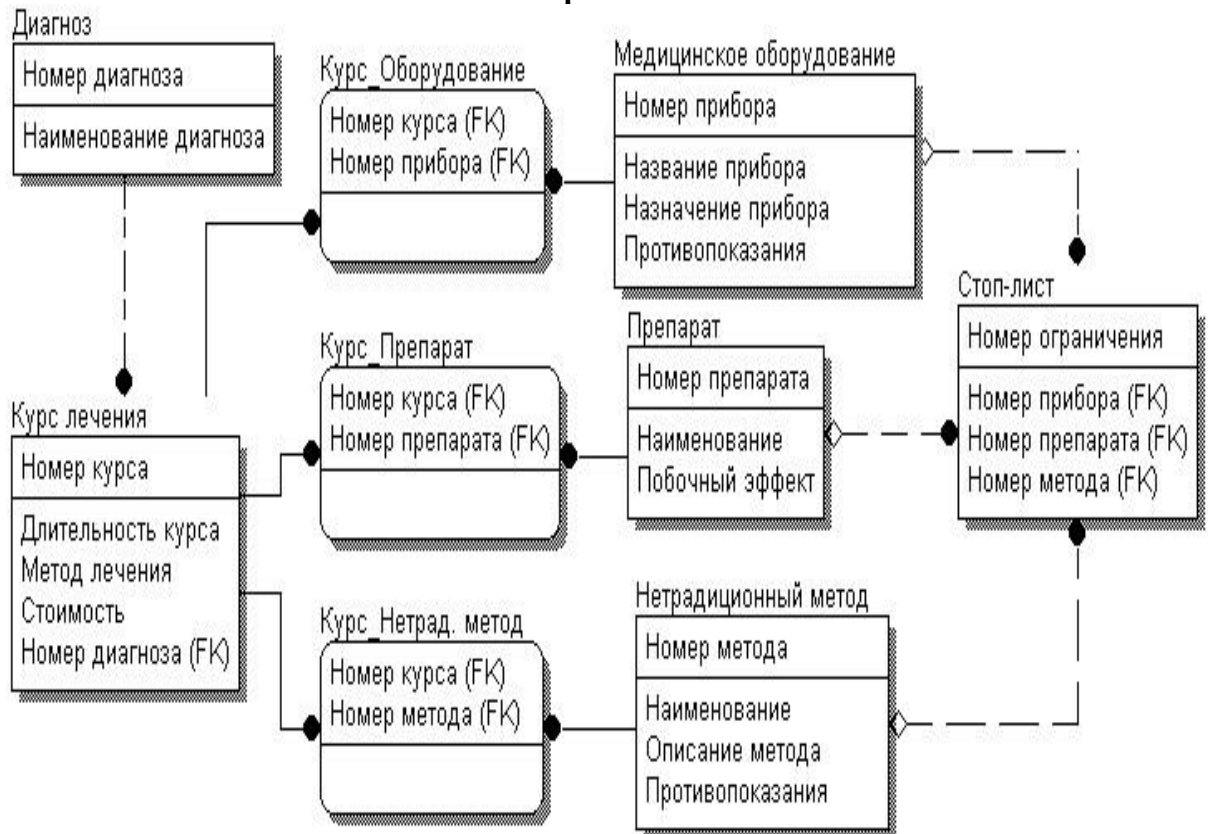 Диагноз
Номер диагноза
Наименование диагноза
Курс_Оборудование
Номер курса (FK)
Номер прибора (FK)
Медицинское оборудование
Номер прибора
Название прибора
Назначение прибора
Противопоказания
Стоп-лист
Номер ограничения
Номер прибора (FK)
Номер препарата (FK)
Номер метода (FK)
Курс_Препарат
Номер курса (FK)
Номер препарата (FK)
Препарат
Номер препарата
Наименование
Побочный эффект
Курс лечения
Номер курса
Длительность курса
Метод лечения
Стоимость
Номер диагноза (FK)
Курс_Нетрад. метод
Номер курса (FK)
Номер метода (FK)
Нетрадиционный метод
Номер метода
Наименование
Описание метода
Противопоказания